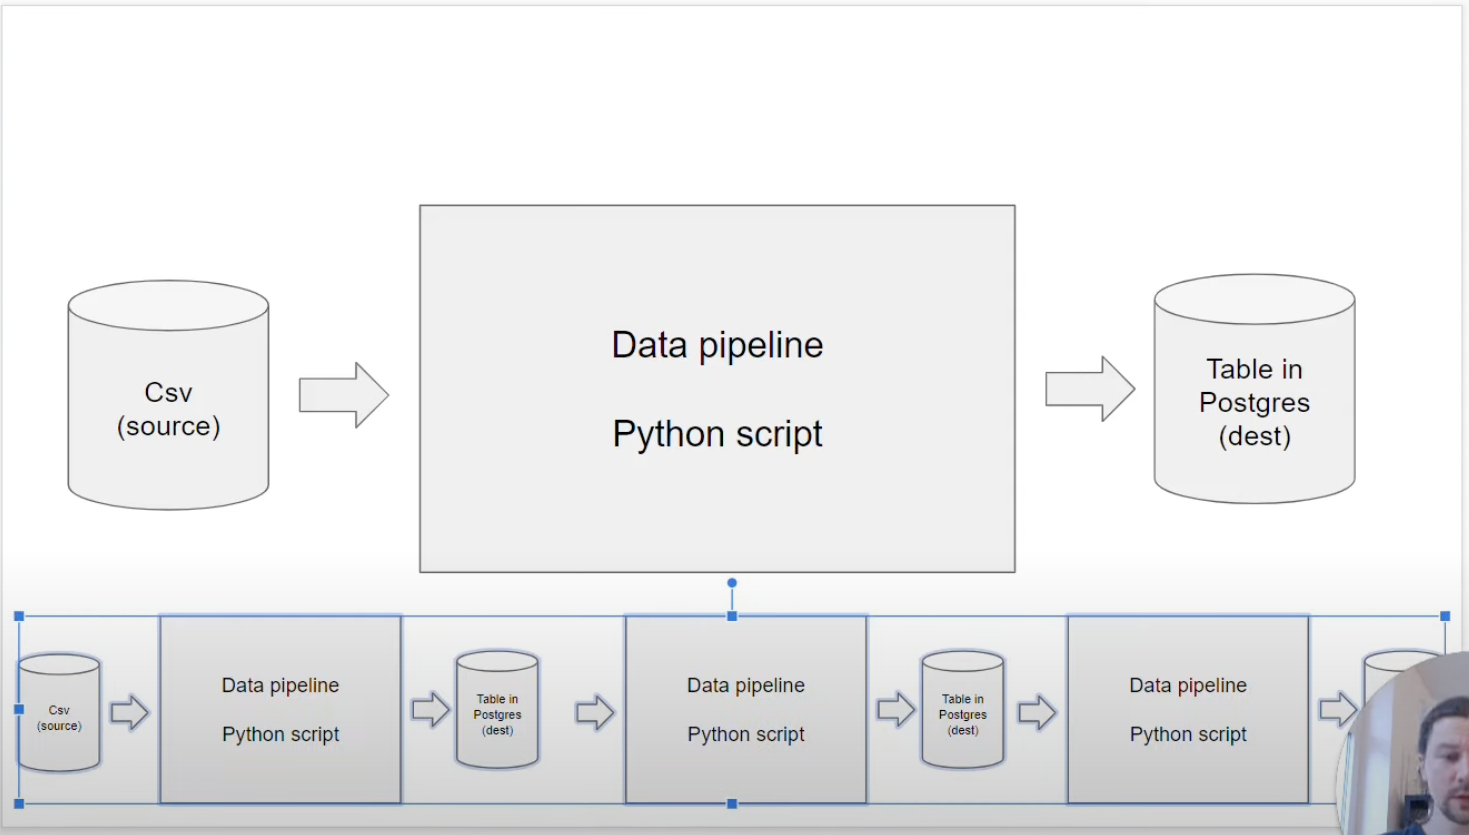 Csv
(source)
Data pipeline
Python script
Table in
Postgres
(dest)
Csv
(source)
Data pipeline
Python script
Table in
Postgres
(dest)
Data pipeline
Python script
Table in
Postgres
(dest)
Data pipeline
Python script